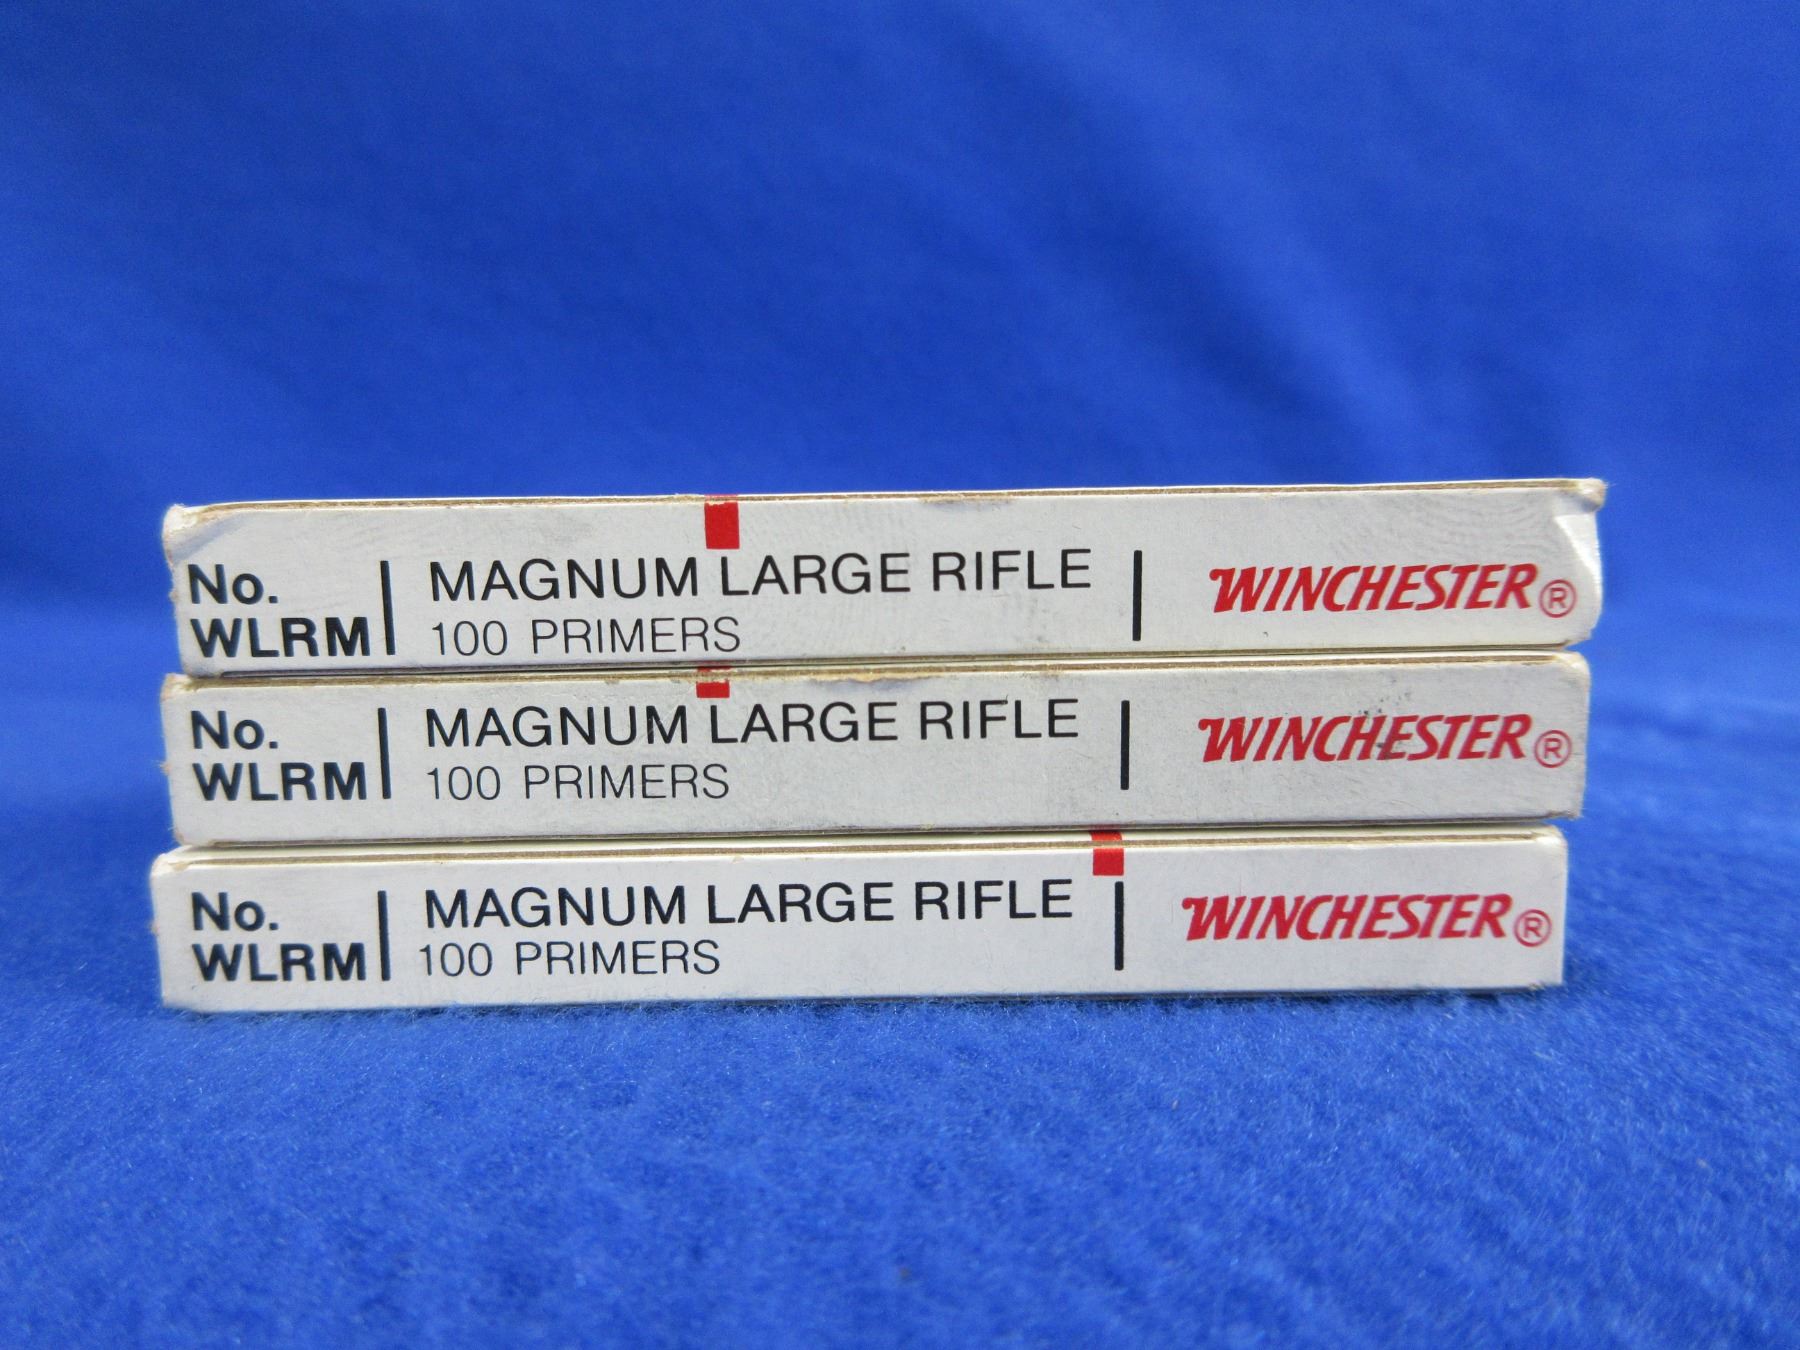 No.
WLRM
MAGNUM LARGE RIFLE
100 PRIMERS
WINCHESTER®
No.
WLRM
MAGNUM LARGE RIFLE
100 PRIMERS
WINCHESTER®
No.
WLRM
MAGNUM LARGE RIFLE
100 PRIMERS
WINCHESTER®